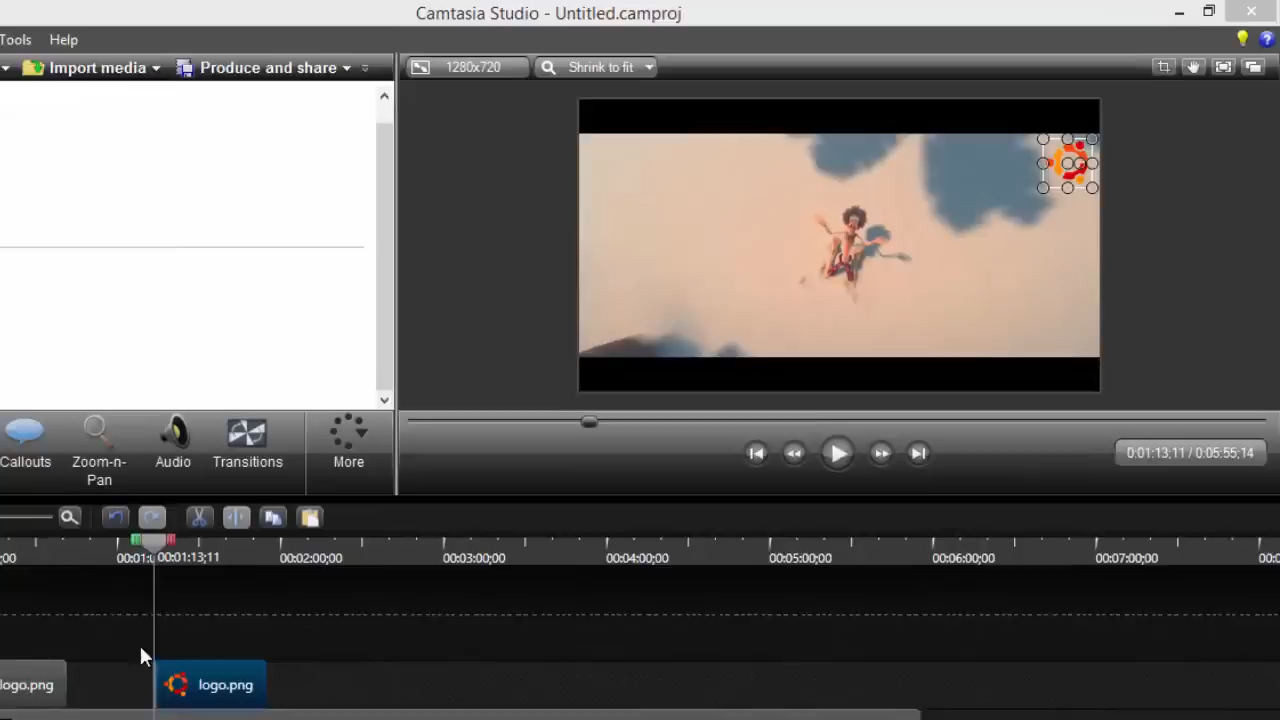 Camtasia Studio - Untitled.camproj
Tools Help
Import media Produce and share 1280x720 Shrink to fit
Callouts Zoom-n-Pan Audio Transitions More
0:01:13;11 / 0:05:55;14
;00 00:01:0 00:01:13;11 00:02:00;00 00:03:00;00 00:04:00;00 00:05:00;00 00:06:00;00 00:07:00;00
logo.png logo.png